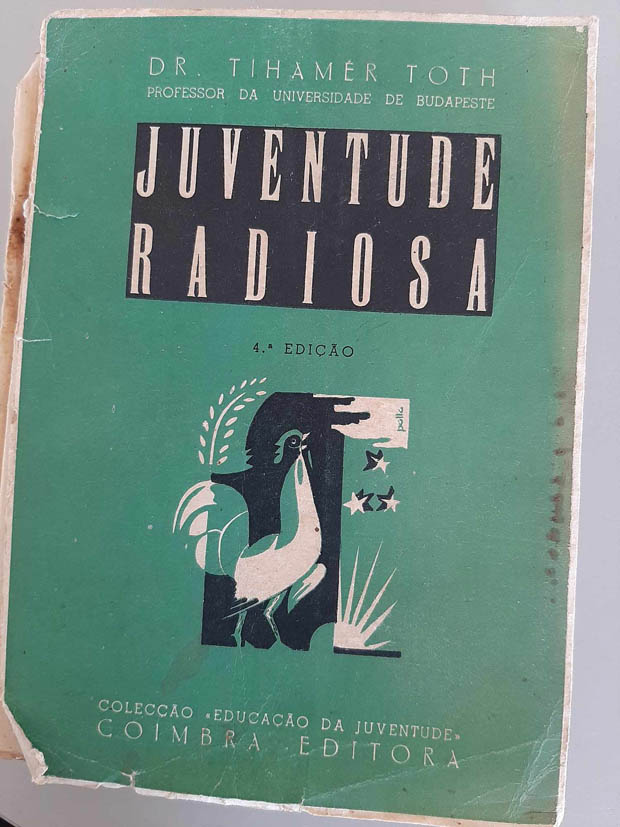 DR. TIHAMÉR TOTH
PROFESSOR DA UNIVERSIDADE DE BUDAPESTE
JUVENTUDE
RADIOSA
4.ª EDIÇÃO
COLECÇÃO «EDUCAÇÃO DA JUVENTUDE»
COIMBRA EDITORA